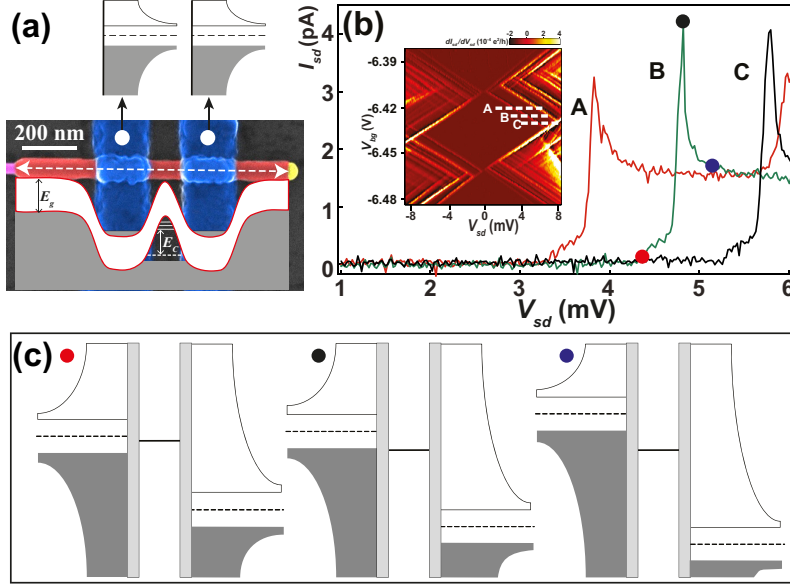 (a)
200 nm
E_g
E_C
(b)
I_sd (pA)
4
3
2
1
0
1
2
3
4
5
6
V_sd (mV)
A
B
C
dI_sd/dV_sd (10⁻⁴ e²/h)
-2
0
2
4
-6.39
-6.42
-6.45
-6.48
V_bg (V)
A
B
C
-8
-4
0
4
8
V_sd (mV)
(c)